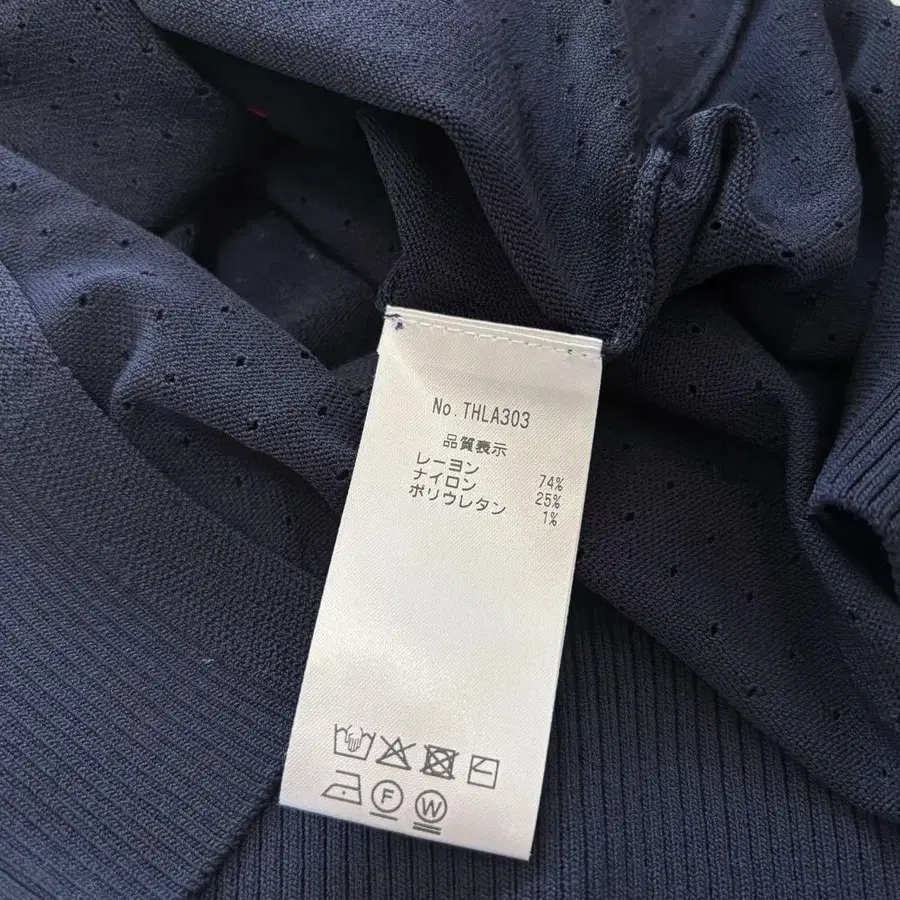 No. THLA303
品質表示
レーヨン 74%
ナイロン 25%
ポリウレタン 1%
F W